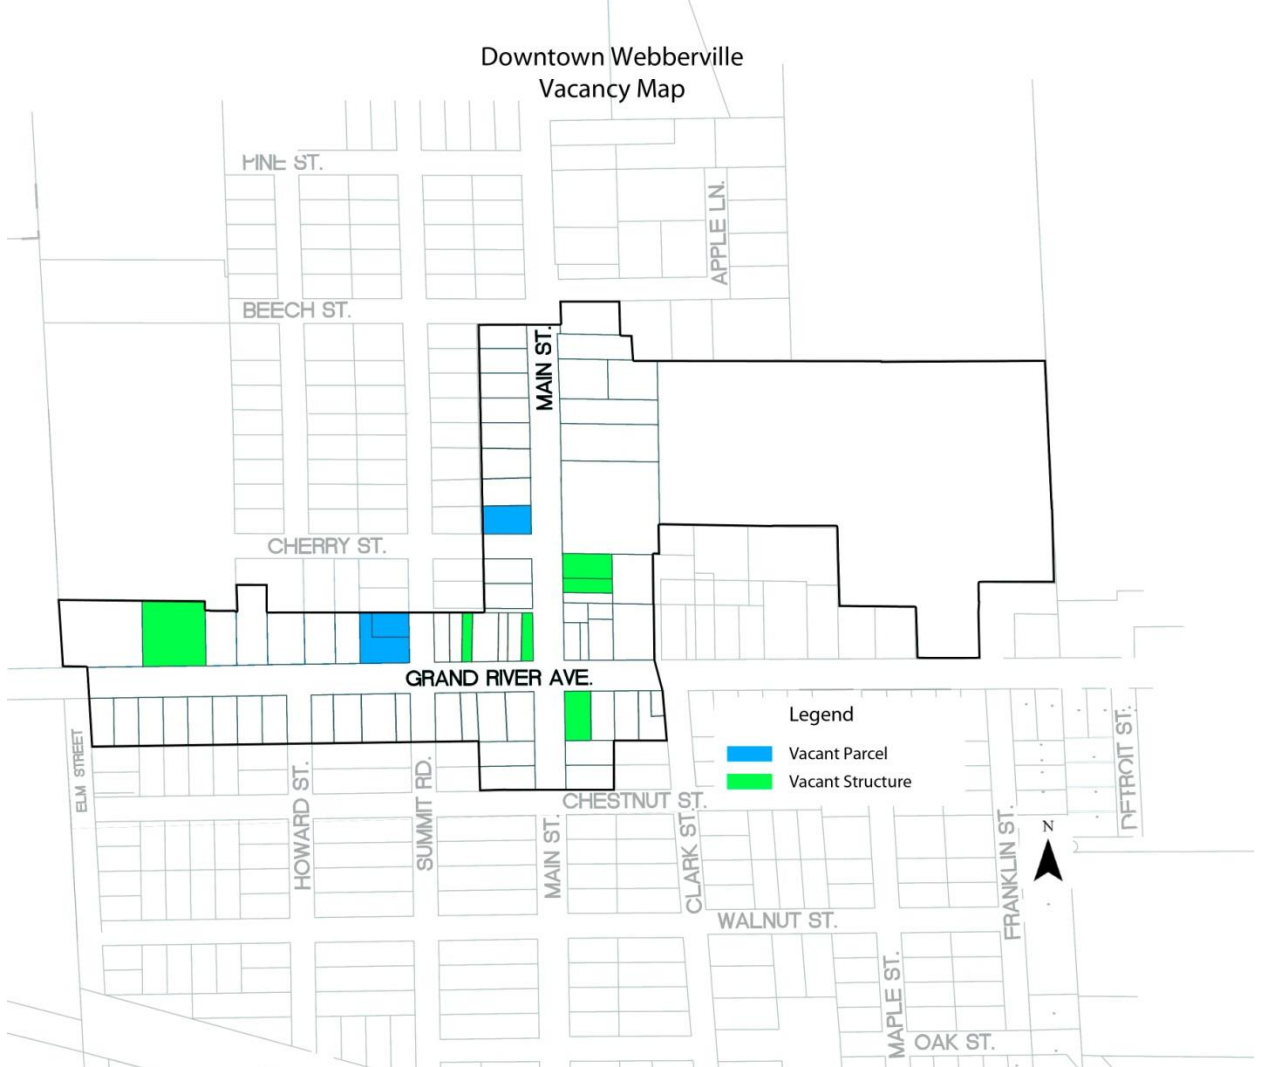 Downtown Webberville
Vacancy Map
PINE ST.
APPLE LN.
BEECH ST.
MAIN ST.
CHERRY ST.
GRAND RIVER AVE.
Legend
Vacant Parcel
Vacant Structure
ELM STREET
HOWARD ST.
SUMMIT RD.
MAIN ST.
CHESTNUT ST.
CLARK ST.
DETROIT ST.
FRANKLIN ST.
N
WALNUT ST.
MAPLE ST.
OAK ST.